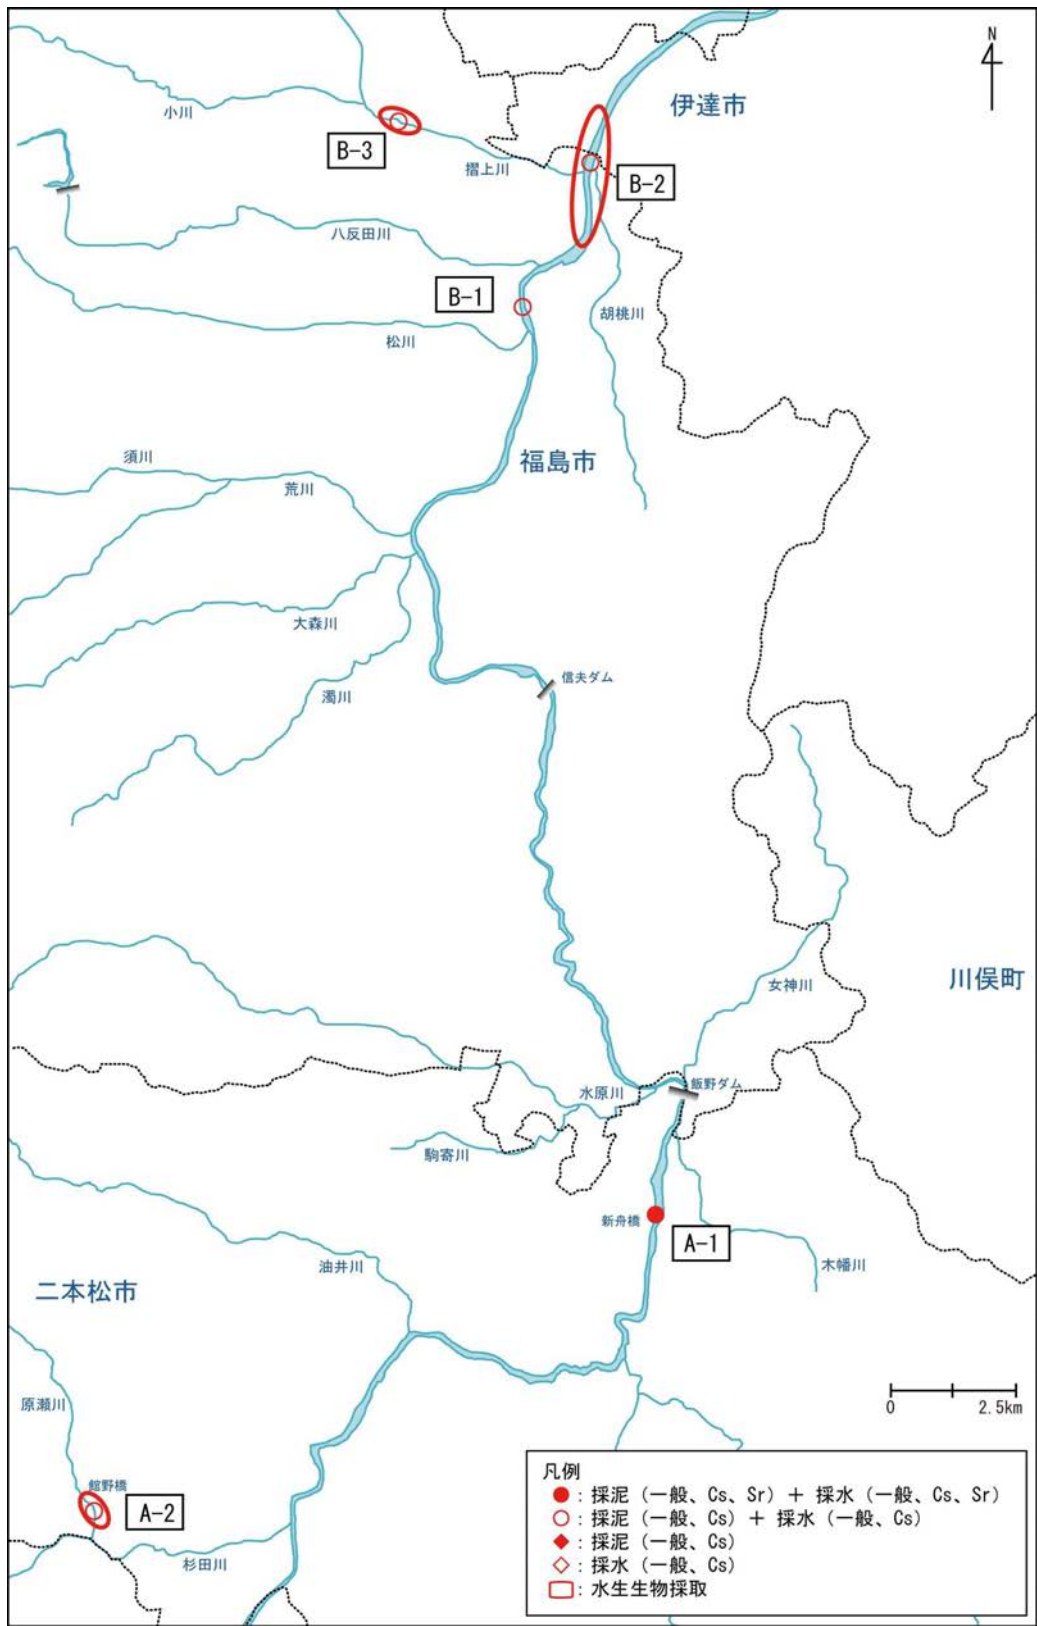 N
伊達市
小川
B-3
摺上川
B-2
八反田川
B-1
胡桃川
松川
須川
福島市
荒川
大森川
信夫ダム
濁川
川俣町
女神川
飯野ダム
水原川
駒寄川
新舟橋
A-1
油井川
木幡川
二本松市
原瀬川
0 2.5km
館野橋
A-2
杉田川
凡例
●: 採泥 (一般、Cs、Sr) + 採水 (一般、Cs、Sr)
○: 採泥 (一般、Cs) + 採水 (一般、Cs)
◆: 採泥 (一般、Cs)
◇: 採水 (一般、Cs)
: 水生生物採取